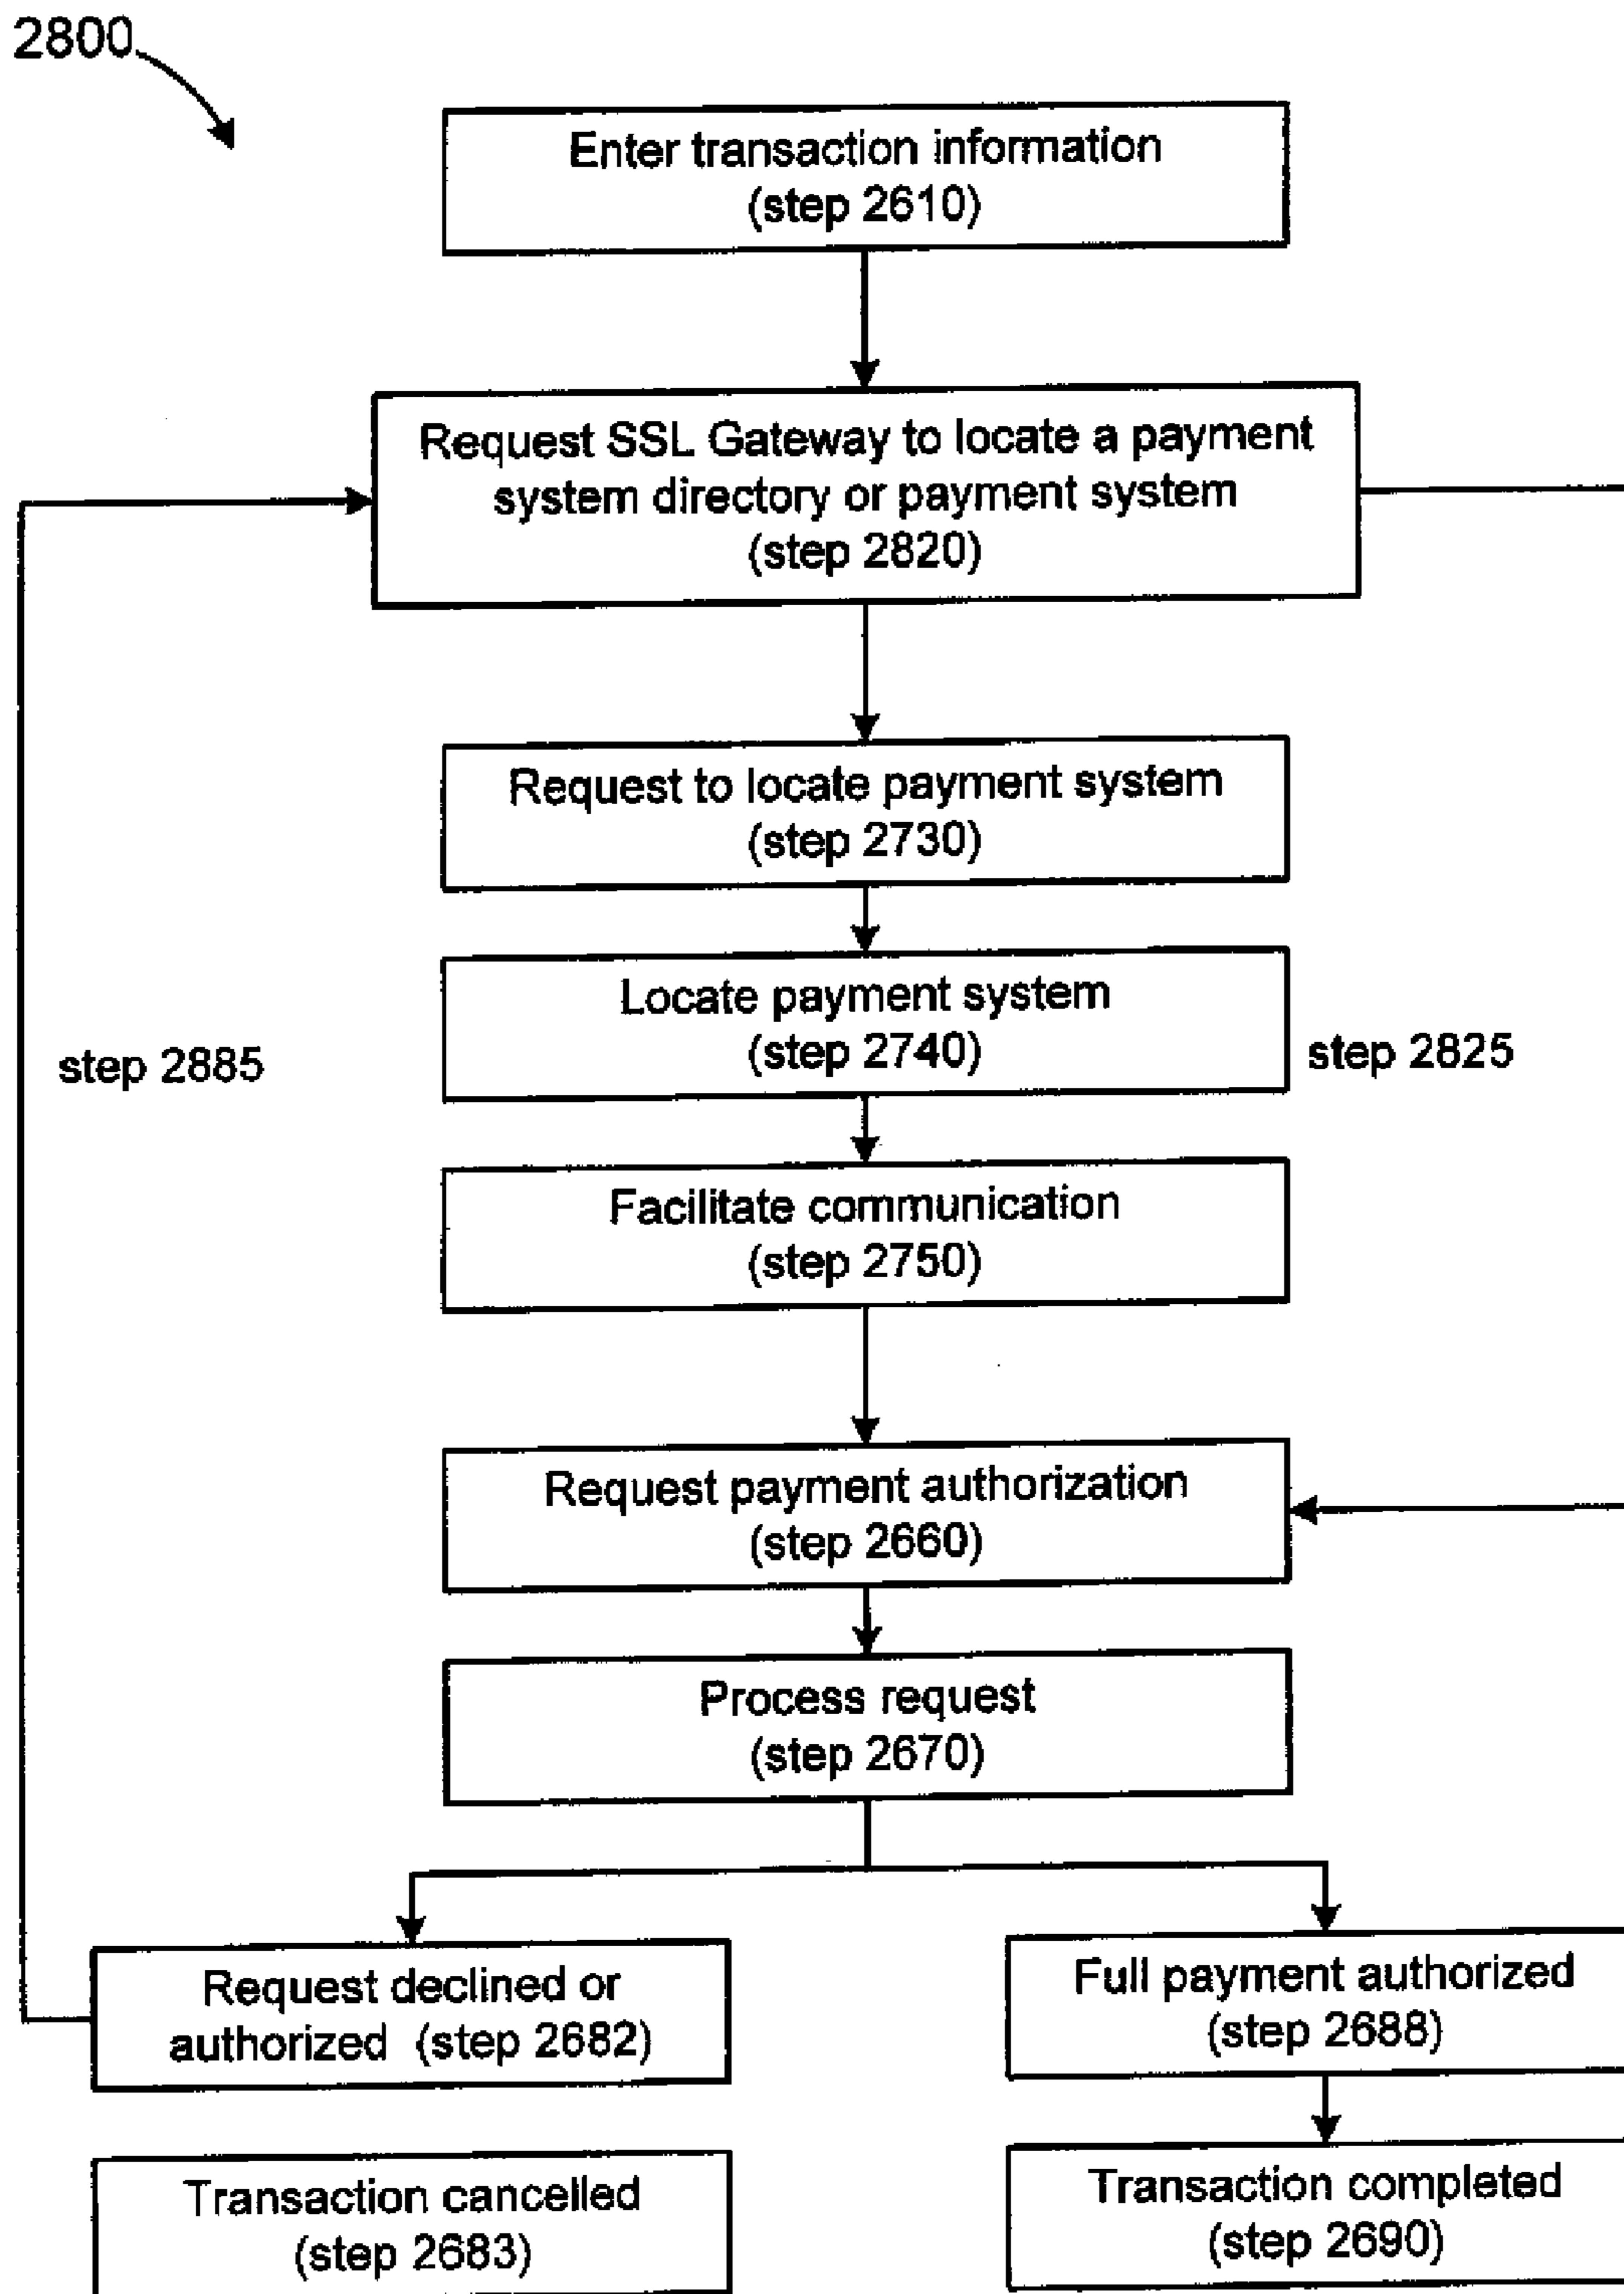 2800
Enter transaction information
(step 2610)
Request SSL Gateway to locate a payment
system directory or payment system
(step 2820)
Request to locate payment system
(step 2730)
Locate payment system
(step 2740)
step 2885
step 2825
Facilitate communication
(step 2750)
Request payment authorization
(step 2660)
Process request
(step 2670)
Request declined or
authorized (step 2682)
Full payment authorized
(step 2688)
Transaction cancelled
(step 2683)
Transaction completed
(step 2690)